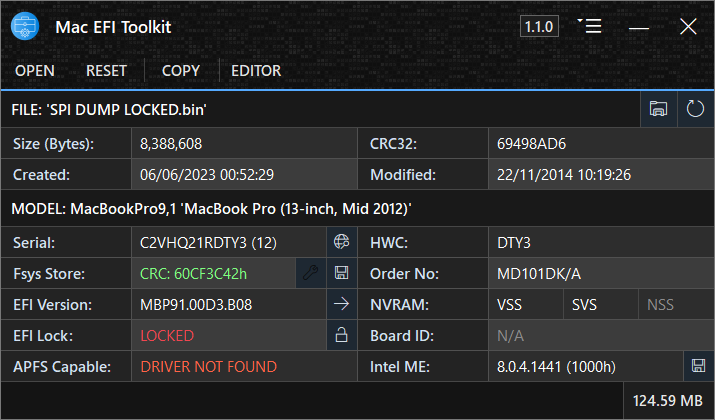 Mac EFI Toolkit 1.1.0
OPEN RESET COPY EDITOR
FILE: 'SPI DUMP LOCKED.bin'
Size (Bytes): 8,388,608 CRC32: 69498AD6
Created: 06/06/2023 00:52:29 Modified: 22/11/2014 10:19:26
MODEL: MacBookPro9,1 'MacBook Pro (13-inch, Mid 2012)'
Serial: C2VHQ21RDTY3 (12) HWC: DTY3
Fsys Store: CRC: 60CF3C42h Order No: MD101DK/A
EFI Version: MBP91.00D3.B08 NVRAM: VSS SVS NSS
EFI Lock: LOCKED Board ID: N/A
APFS Capable: DRIVER NOT FOUND Intel ME: 8.0.4.1441 (1000h)
124.59 MB